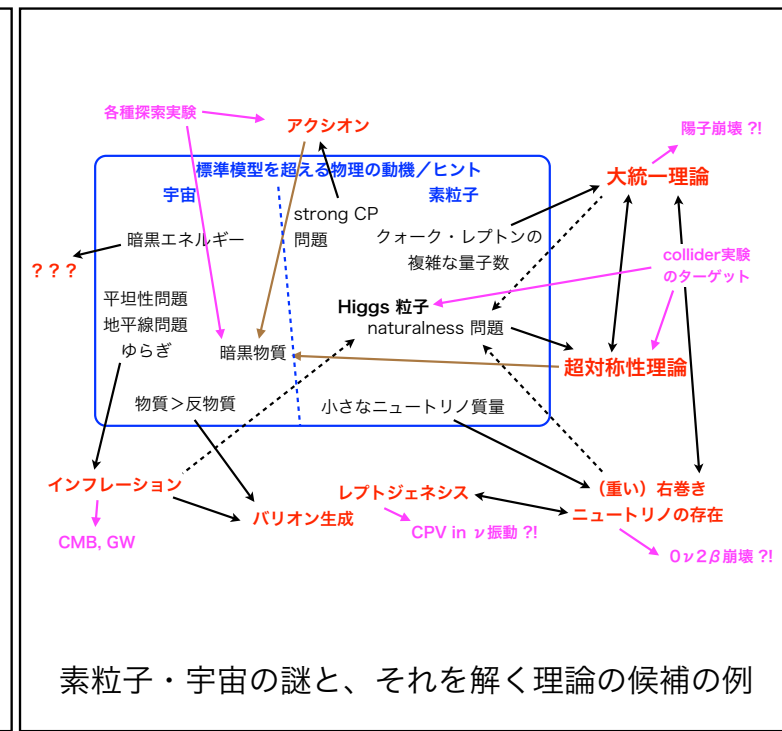 各種探索実験
アクシオン
陽子崩壊 ?!
標準模型を超える物理の動機／ヒント
大統一理論
宇宙
素粒子
strong CP
問題
クォーク・レプトンの
複雑な量子数
暗黒エネルギー
？？？
collider実験
のターゲット
平坦性問題
地平線問題
ゆらぎ
Higgs 粒子
naturalness 問題
暗黒物質
超対称性理論
物質＞反物質
小さなニュートリノ質量
インフレーション
レプトジェネシス
（重い）右巻き
ニュートリノの存在
バリオン生成
CMB, GW
CPV in ν 振動 ?!
0ν2β崩壊 ?!
素粒子・宇宙の謎と、それを解く理論の候補の例